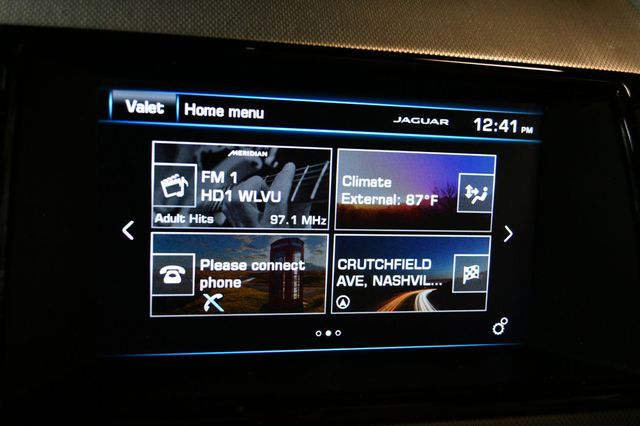 Valet
Home menu
JAGUAR
12:41 PM
MERIDIAN
FM 1
HD1 WLVU
Adult Hits
97.1 MHz
Climate
External: 87°F
Please connect
phone
CRUTCHFIELD
AVE, NASHVIL...